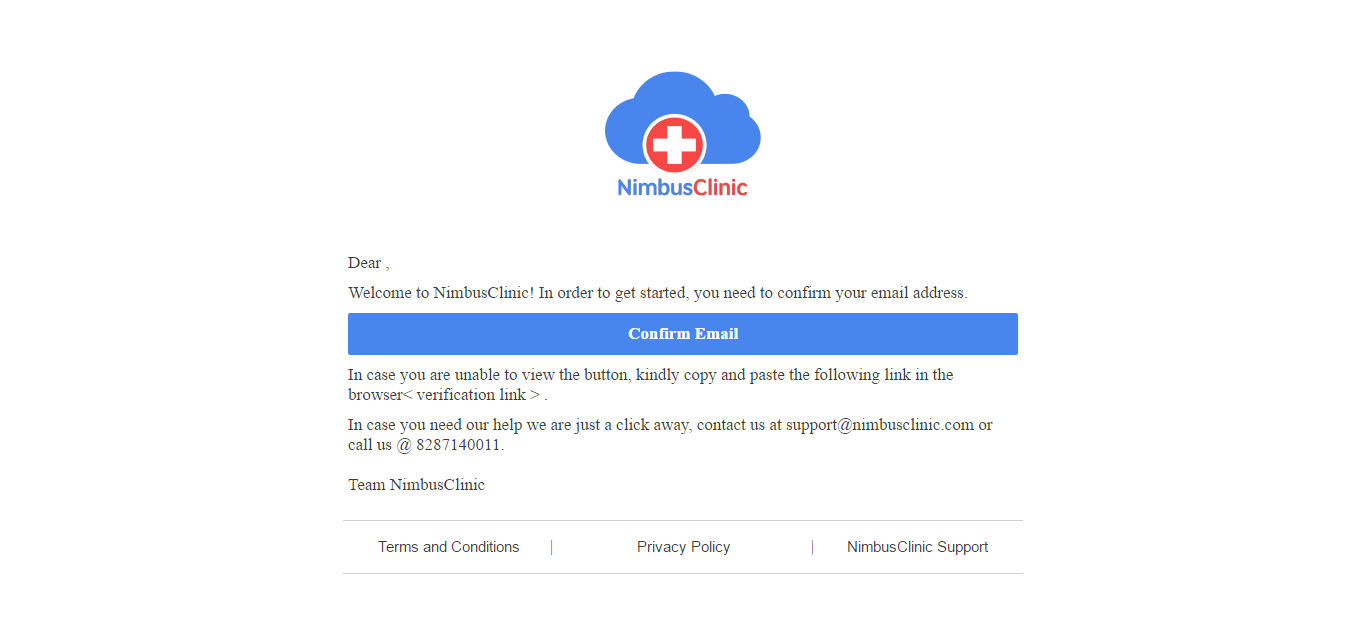 NimbusClinic
Dear ,
Welcome to NimbusClinic! In order to get started, you need to confirm your email address.
Confirm Email
In case you are unable to view the button, kindly copy and paste the following link in the
browser< verification link > .
In case you need our help we are just a click away, contact us at support@nimbusclinic.com or
call us @ 8287140011.
Team NimbusClinic
Terms and Conditions | Privacy Policy | NimbusClinic Support